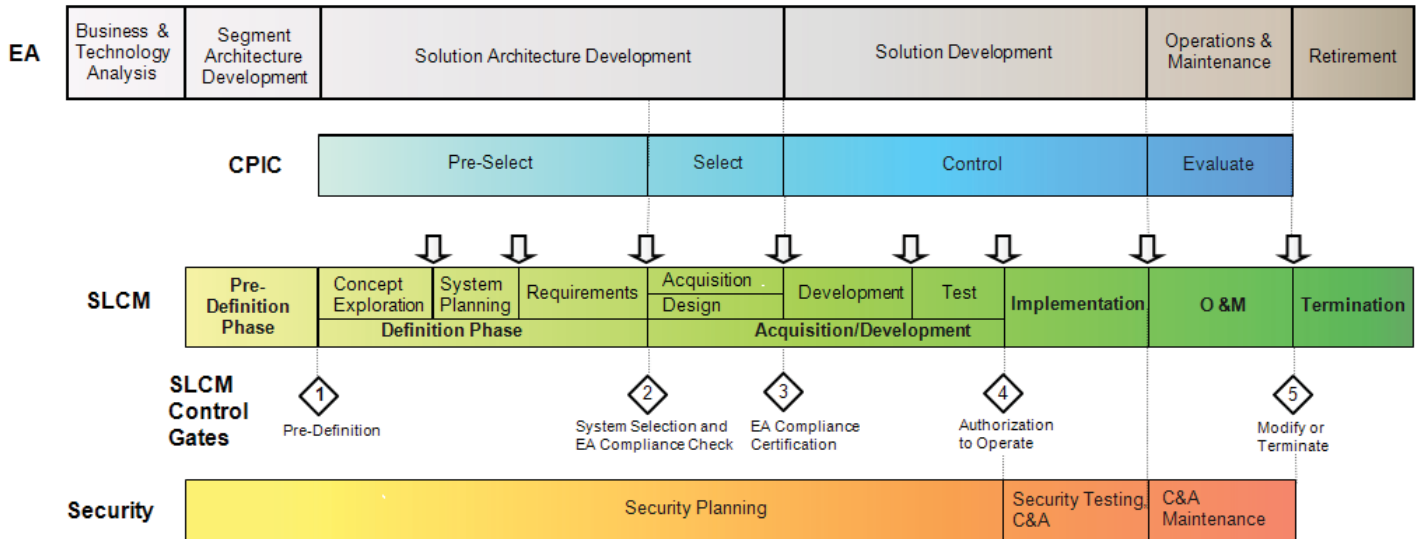 EA
Business &
Technology
Analysis
Segment
Architecture
Development
Solution Architecture Development
Solution Development
Operations &
Maintenance
Retirement
CPIC
Pre-Select
Select
Control
Evaluate
SLCM
Pre-
Definition
Phase
Concept
Exploration
System
Planning
Requirements
Acquisition
Design
Development
Test
Implementation
O &M
Termination
Definition Phase
Acquisition/Development
SLCM
Control
Gates
1
Pre-Definition
2
System Selection and
EA Compliance Check
3
EA Compliance
Certification
4
Authorization
to Operate
5
Modify or
Terminate
Security
Security Planning
Security Testing,
C&A
C&A
Maintenance